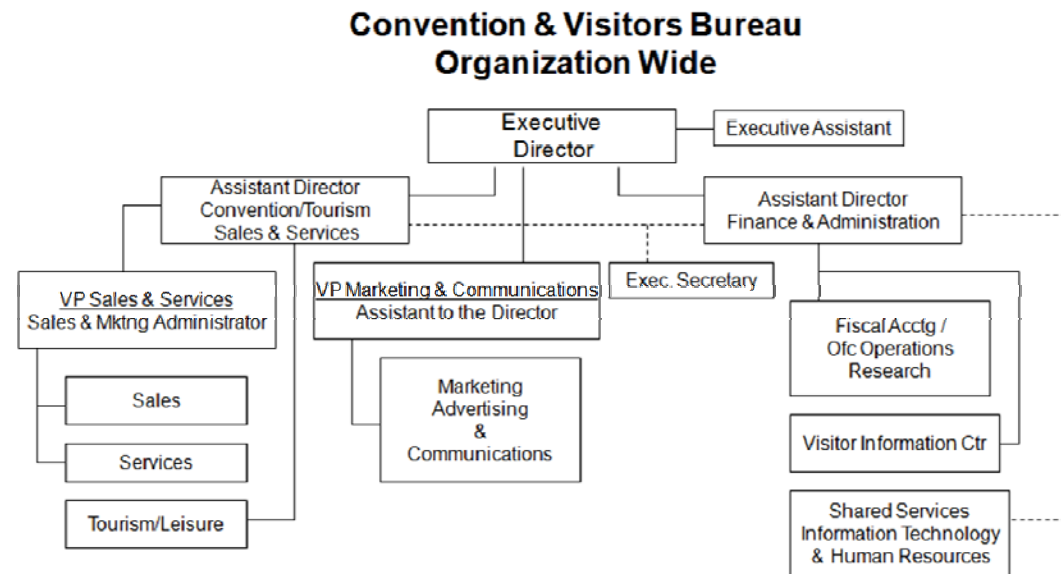 Convention & Visitors Bureau
Organization Wide
Executive
Director
Executive Assistant
Assistant Director
Convention/Tourism
Sales & Services
Assistant Director
Finance & Administration
VP Sales & Services
Sales & Mktng Administrator
VP Marketing & Communications
Assistant to the Director
Exec. Secretary
Fiscal Acctg /
Ofc Operations
Research
Sales
Marketing
Advertising
&
Communications
Services
Visitor Information Ctr
Tourism/Leisure
Shared Services
Information Technology
& Human Resources